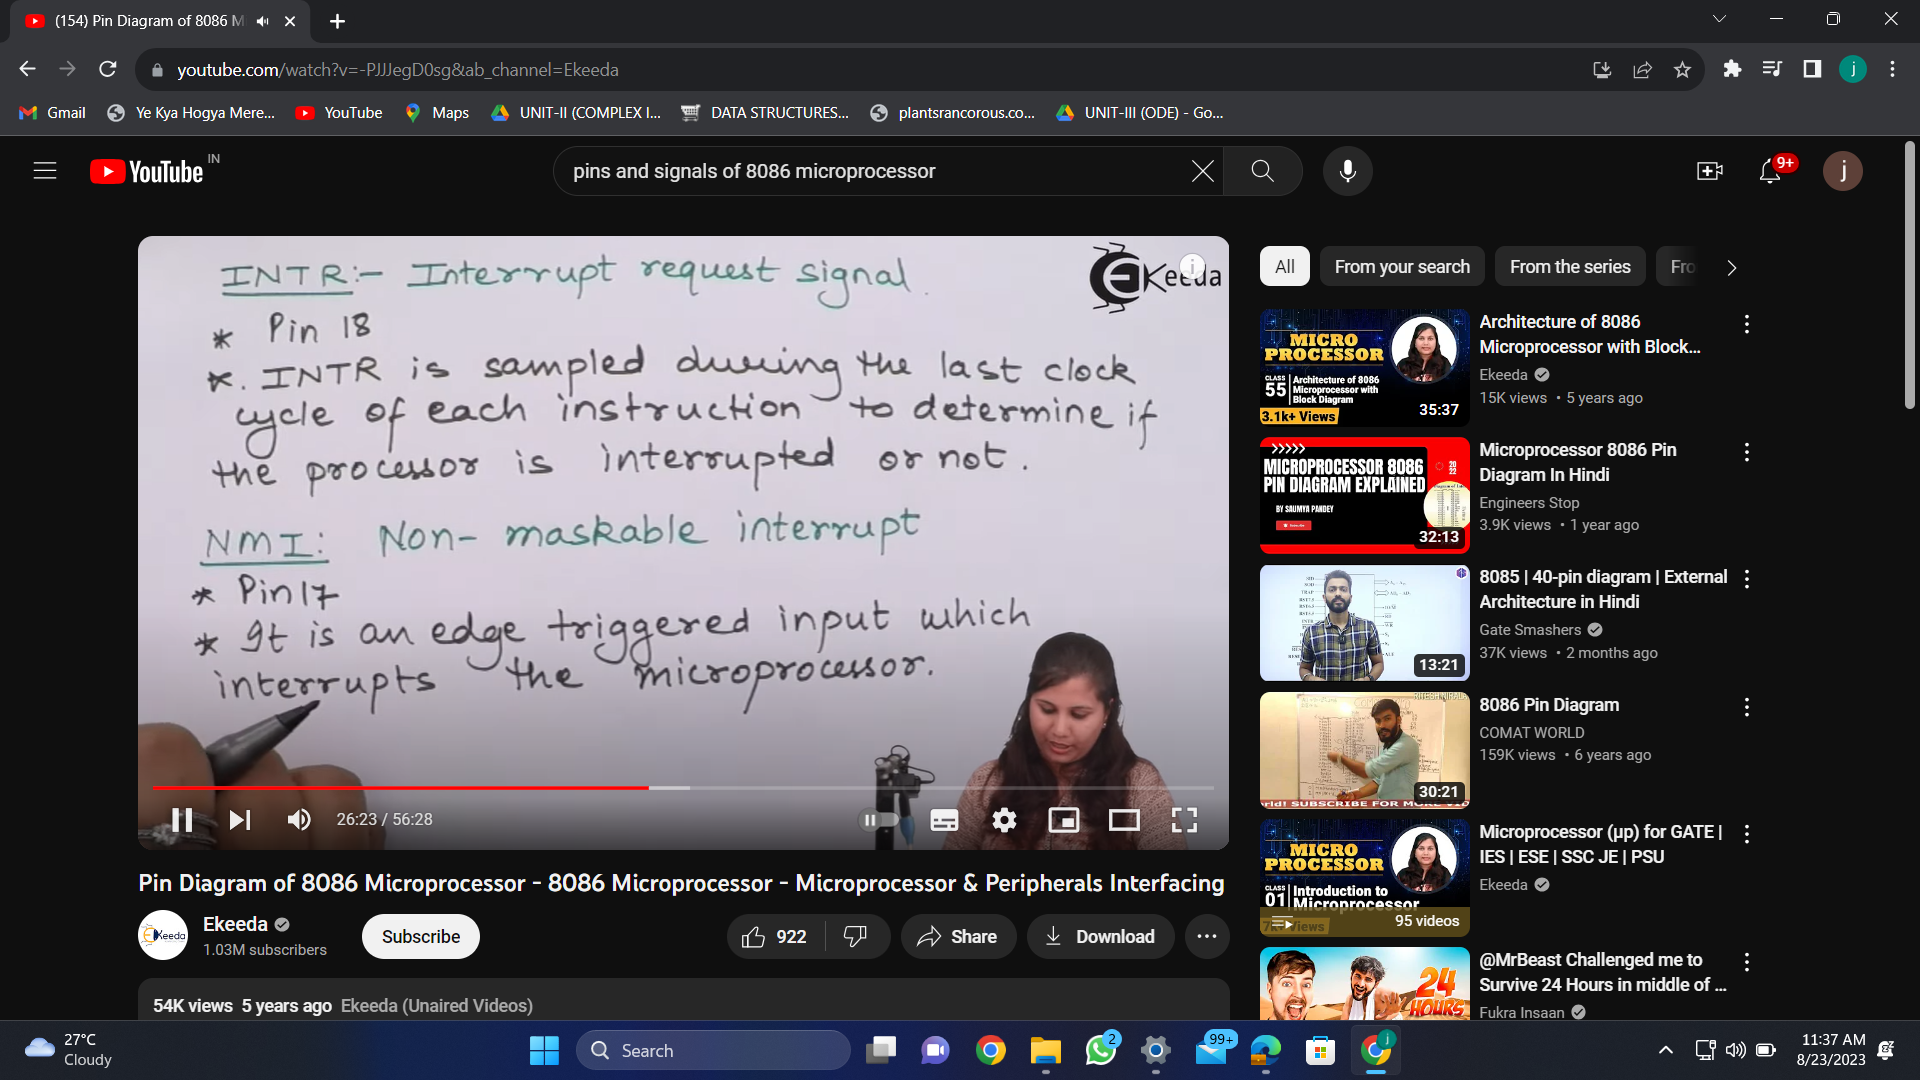 (154) Pin Diagram of 8086 M
youtube.com/watch?v=-PJJJegD0sg&ab_channel=Ekeeda
j
Gmail
Ye Kya Hogya Mere...
YouTube
Maps
UNIT-II (COMPLEX I...
DATA STRUCTURES...
plantsrancorous.co...
UNIT-III (ODE) - Go...
YouTube IN
pins and signals of 8086 microprocessor
9+
j
INTR:- Interrupt request signal.
EKeeda
* Pin 18
*. INTR is sampled during the last clock
cycle of each instruction to determine if
the processor is interrupted or not.
NMI: Non- maskable interrupt
* Pin 17
* It is an edge triggered input which
interrupts the microprocessor.
26:23 / 56:28
Pin Diagram of 8086 Microprocessor - 8086 Microprocessor - Microprocessor & Peripherals Interfacing
EKeeda
Ekeeda
1.03M subscribers
Subscribe
922
Share
Download
54K views 5 years ago Ekeeda (Unaired Videos)
All
From your search
From the series
Fro
MICRO
PROCESSOR
CLASS
55
Architecture of 8086
Microprocessor with
Block Diagram
3.1k+ Views
35:37
Architecture of 8086
Microprocessor with Block...
Ekeeda
15K views • 5 years ago
>>>>>
MICROPROCESSOR 8086
PIN DIAGRAM EXPLAINED
BY SAUMYA PANDEY
32:13
Microprocessor 8086 Pin
Diagram In Hindi
Engineers Stop
3.9K views • 1 year ago
13:21
8085 | 40-pin diagram | External
Architecture in Hindi
Gate Smashers
37K views • 2 months ago
30:21
8086 Pin Diagram
COMAT WORLD
159K views • 6 years ago
rld! SUBSCRIBE FOR MORE VID
MICRO
PROCESSOR
CLASS
01
Introduction to
Microprocessor
95 videos
Microprocessor (μp) for GATE |
IES | ESE | SSC JE | PSU
Ekeeda
24
HOURS
@MrBeast Challenged me to
Survive 24 Hours in middle of ...
Fukra Insaan
27°C
Cloudy
Search
2
99+
j
11:37 AM
8/23/2023